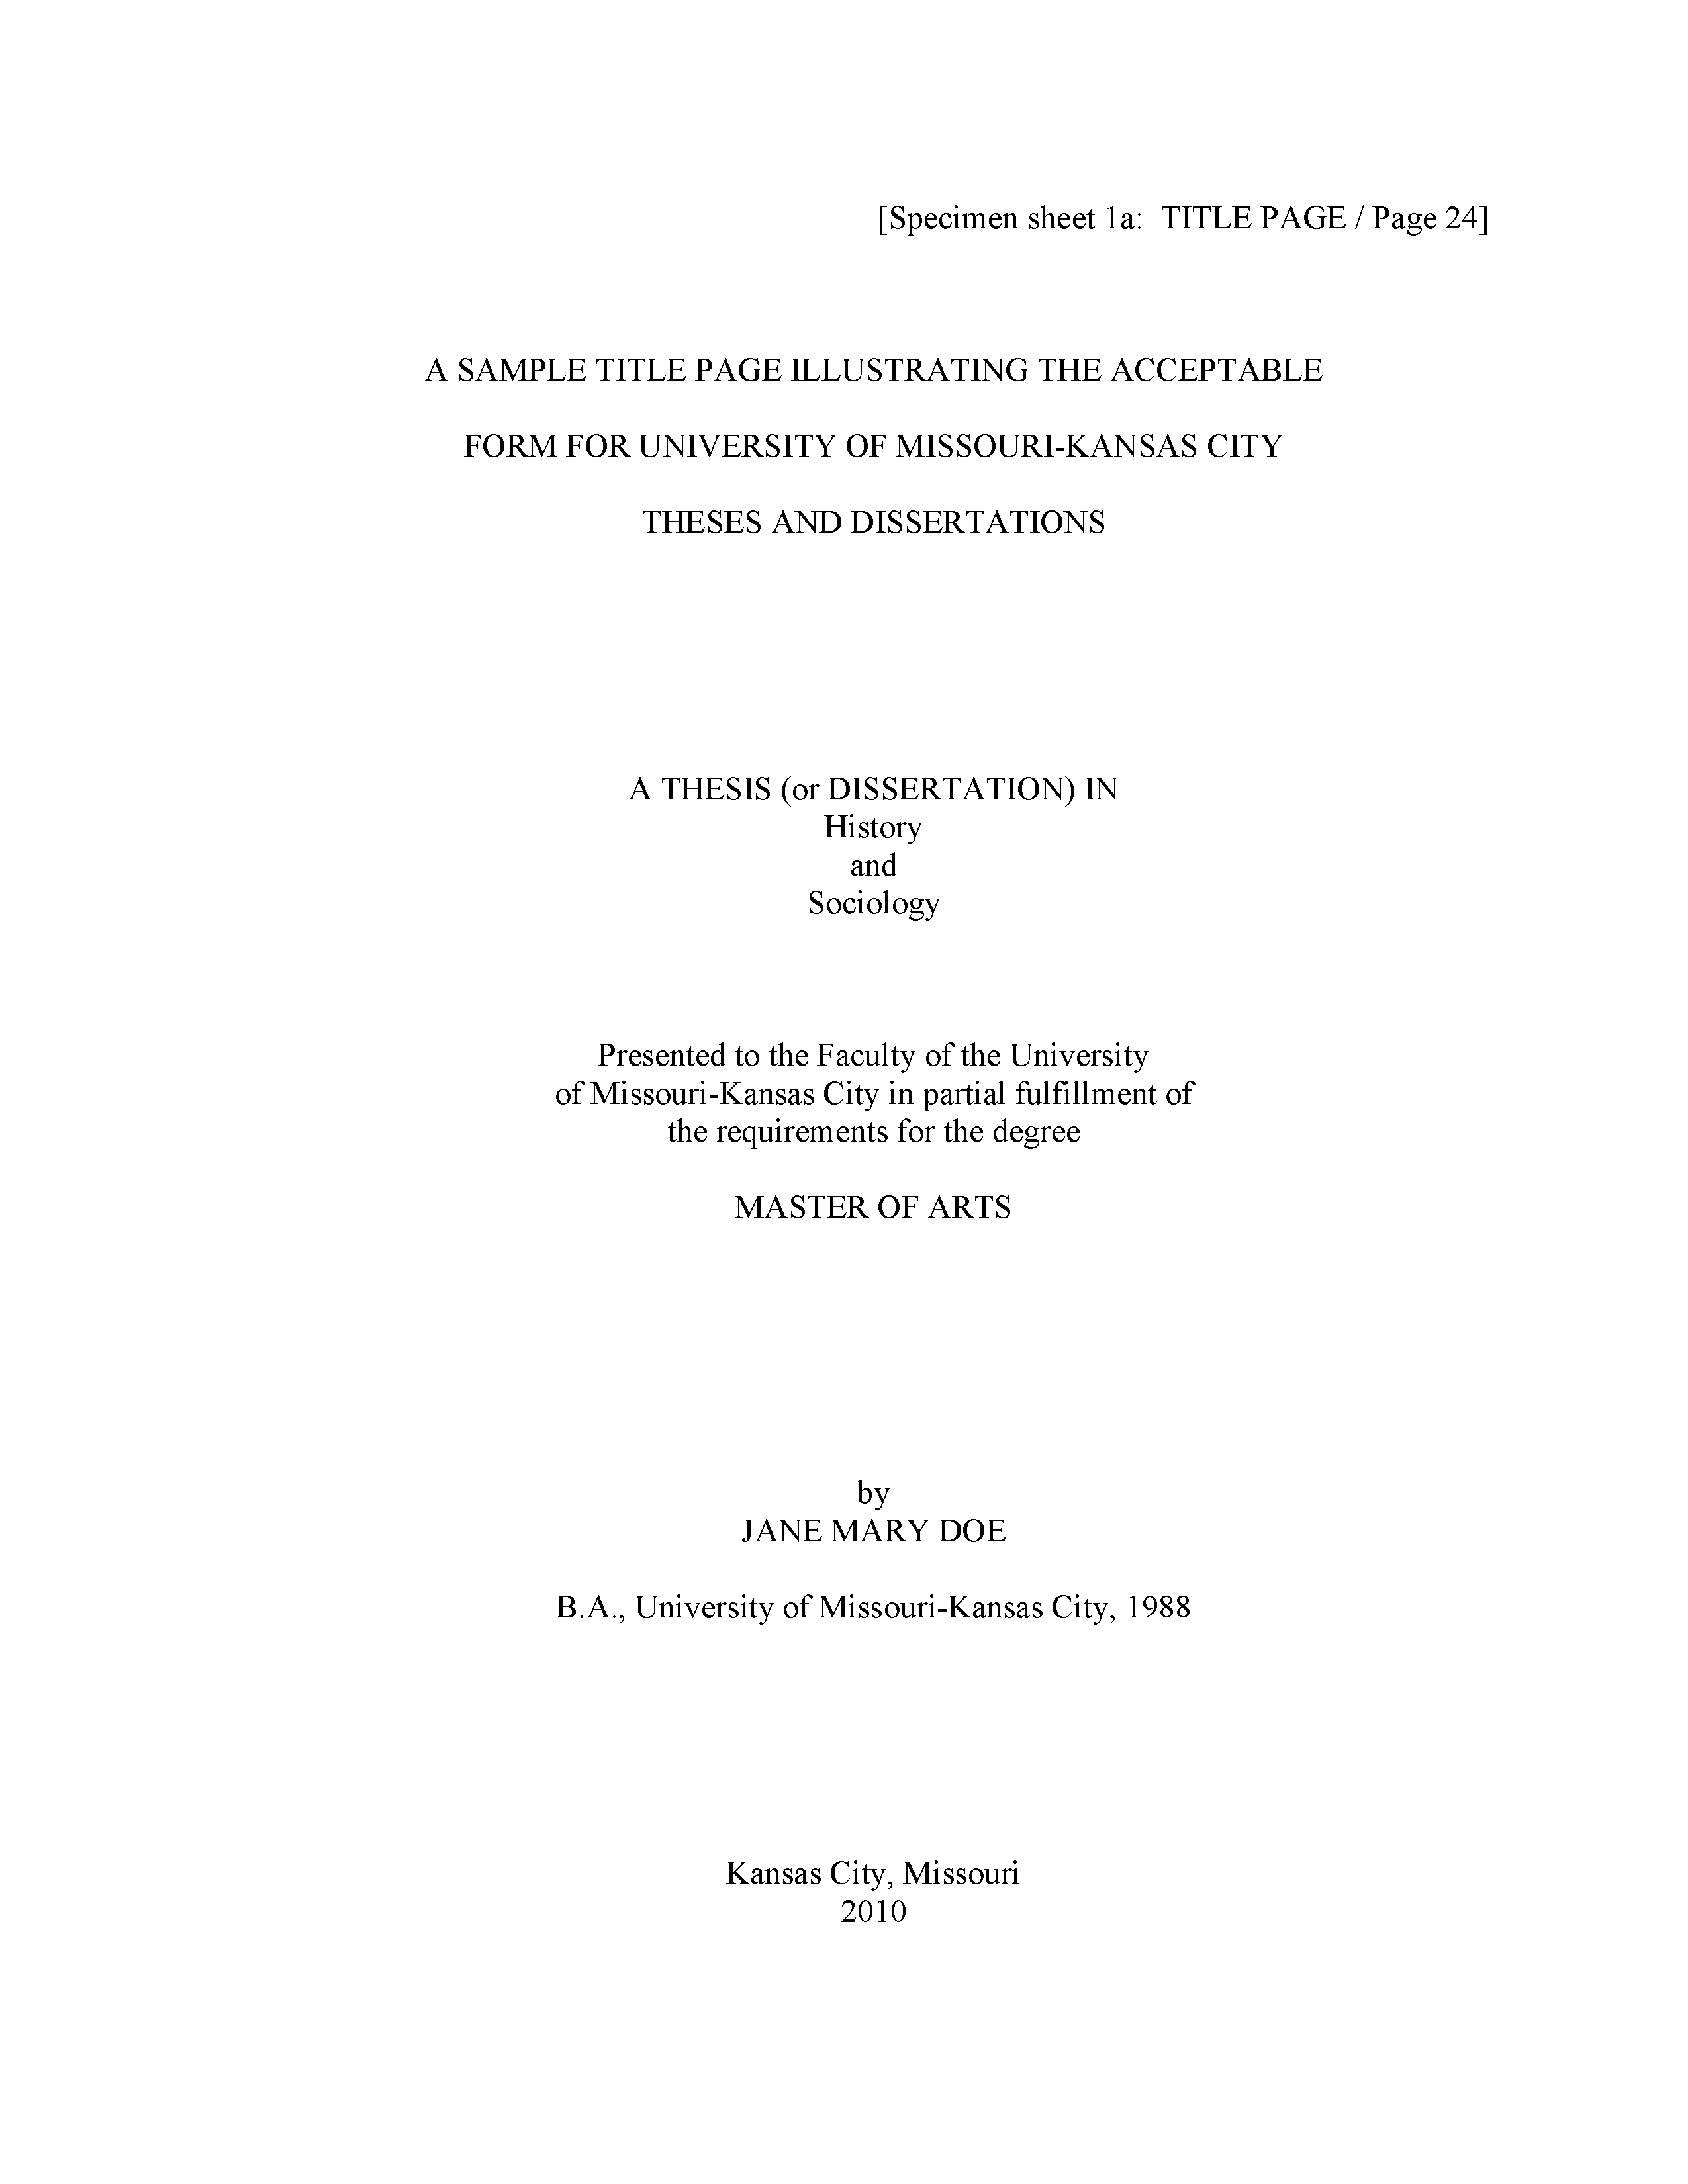 [Specimen sheet 1a:  TITLE PAGE / Page 24]
A SAMPLE TITLE PAGE ILLUSTRATING THE ACCEPTABLE
FORM FOR UNIVERSITY OF MISSOURI-KANSAS CITY
THESES AND DISSERTATIONS
A THESIS (or DISSERTATION) IN
History
and
Sociology
Presented to the Faculty of the University
of Missouri-Kansas City in partial fulfillment of
the requirements for the degree
MASTER OF ARTS
by
JANE MARY DOE
B.A., University of Missouri-Kansas City, 1988
Kansas City, Missouri
2010